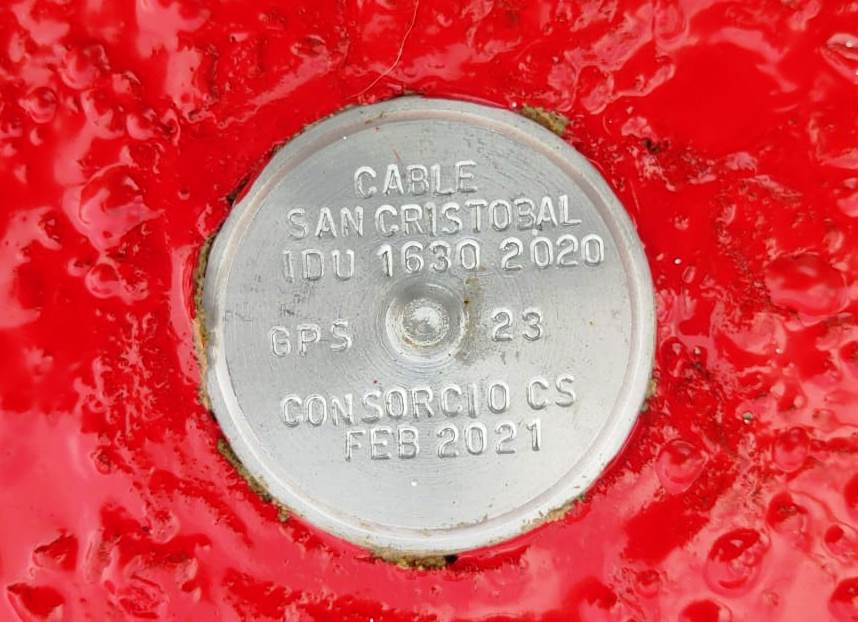 CABLE
SAN CRISTOBAL
IDU 1630 2020
GPS 23
CONSORCIO CS
FEB 2021